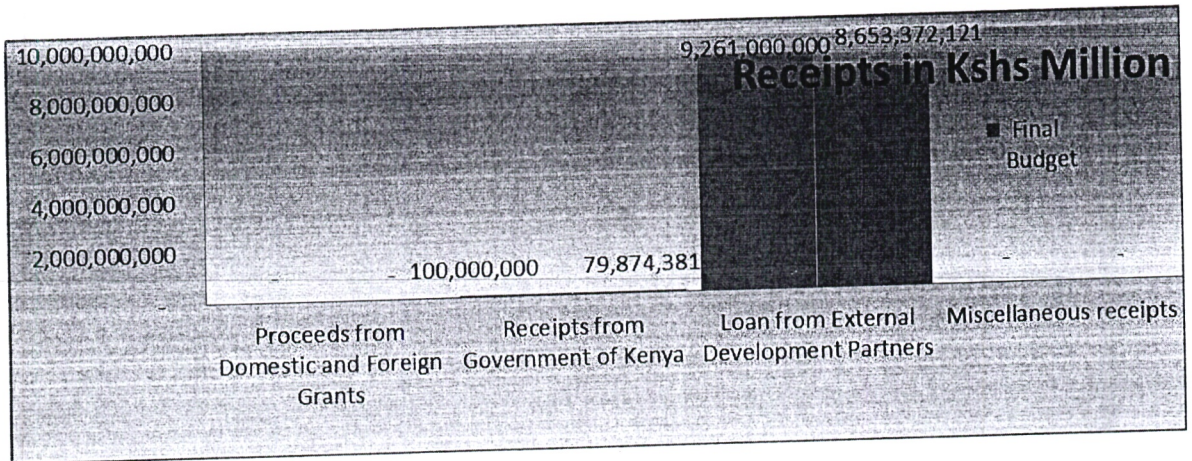 Receipts in Kshs Million
10,000,000,000
8,000,000,000
6,000,000,000
4,000,000,000
2,000,000,000
-
- - 100,000,000 79,874,381 9,261,000,000 8,653,372,121 - -
Final
Budget
Proceeds from
Domestic and Foreign
Grants
Receipts from
Government of Kenya
Loan from External
Development Partners
Miscellaneous receipts